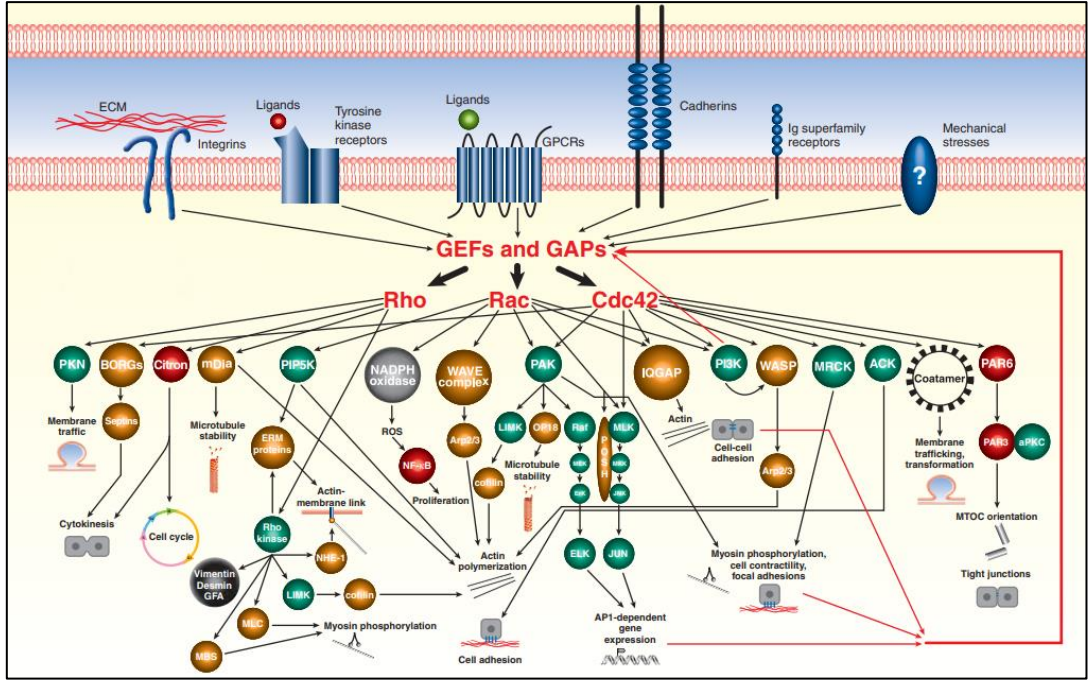 ECM
Integrins
Ligands
Tyrosine
kinase
receptors
Ligands
GPCRs
Cadherins
Ig superfamily
receptors
Mechanical
stresses
?
GEFs and GAPs
Rho
Rac
Cdc42
PKN
BORGs
Citron
mDia
PIP5K
NADPH
oxidase
WAVE
complex
PAK
IQGAP
PI3K
WASP
MRCK
ACK
Coatamer
PAR6
Membrane
traffic
Septins
Microtubule
stability
ERM
proteins
ROS
NF-κB
Proliferation
Arp2/3
LIMK
OP18
Raf
POSH
MLK
cofilin
Microtubule
stability
MEK
MBK
Erk
JNK
Actin
Cell-cell
adhesion
Arp2/3
Membrane
trafficking,
transformation
PAR3
aPKC
MTOC orientation
Tight junctions
Cytokinesis
Cell cycle
Actin-
membrane link
Rho
kinase
NHE-1
Vimentin
Desmin
GFA
LIMK
cofilin
Actin
polymerization
ELK
JUN
Myosin phosphorylation,
cell contractility,
focal adhesions
MLC
MBS
Myosin phosphorylation
Cell adhesion
AP1-dependent
gene
expression